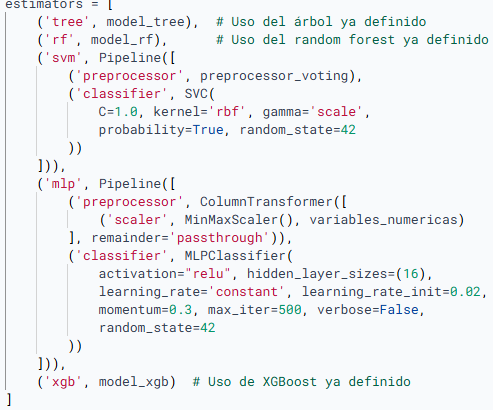 estimators = [
    ('tree', model_tree),  # Uso del árbol ya definido
    ('rf', model_rf),      # Uso del random forest ya definido
    ('svm', Pipeline([
        ('preprocessor', preprocessor_voting),
        ('classifier', SVC(
            C=1.0, kernel='rbf', gamma='scale',
            probability=True, random_state=42
        ))
    ])),
    ('mlp', Pipeline([
        ('preprocessor', ColumnTransformer([
            ('scaler', MinMaxScaler(), variables_numericas)
        ], remainder='passthrough')),
        ('classifier', MLPClassifier(
            activation="relu", hidden_layer_sizes=(16),
            learning_rate='constant', learning_rate_init=0.02,
            momentum=0.3, max_iter=500, verbose=False,
            random_state=42
        ))
    ])),
    ('xgb', model_xgb)  # Uso de XGBoost ya definido
]